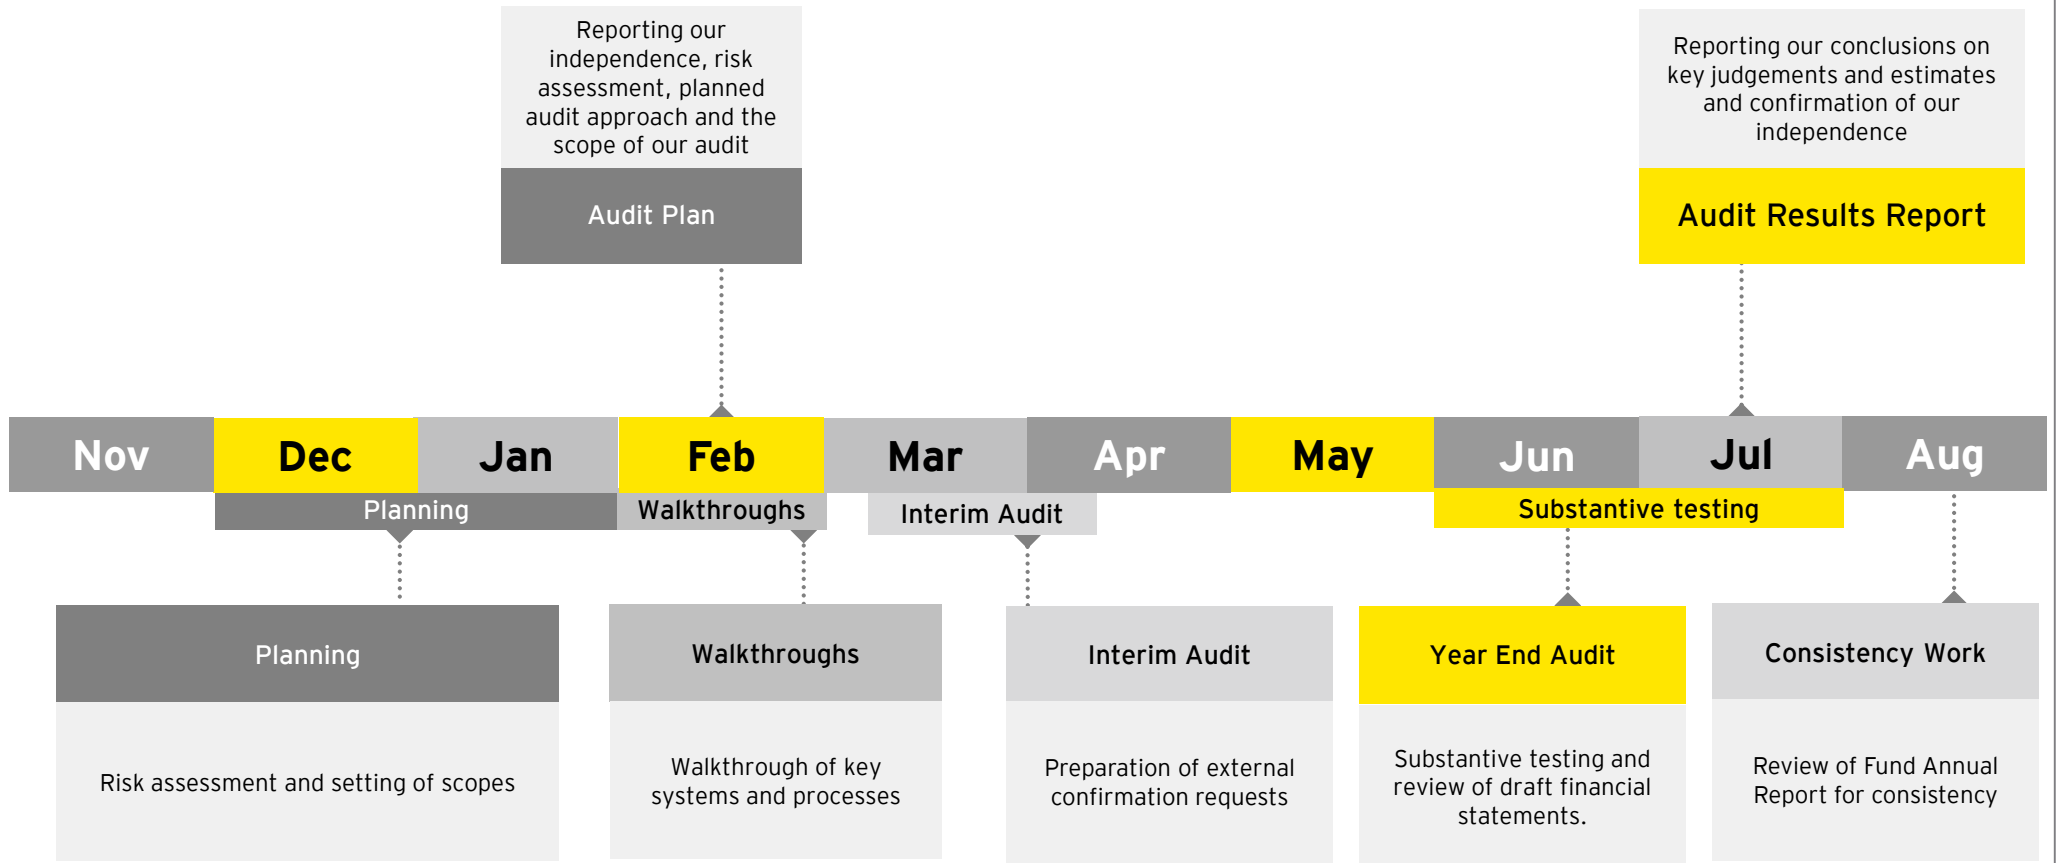 Reporting our
independence, risk
assessment, planned
audit approach and the
scope of our audit
Audit Plan
Reporting our conclusions on
key judgements and estimates
and confirmation of our
independence
Audit Results Report
Nov
Dec
Jan
Feb
Mar
Apr
May
Jun
Jul
Aug
Planning
Walkthroughs
Interim Audit
Substantive testing
Planning
Risk assessment and setting of scopes
Walkthroughs
Walkthrough of key
systems and processes
Interim Audit
Preparation of external
confirmation requests
Year End Audit
Substantive testing and
review of draft financial
statements.
Consistency Work
Review of Fund Annual
Report for consistency